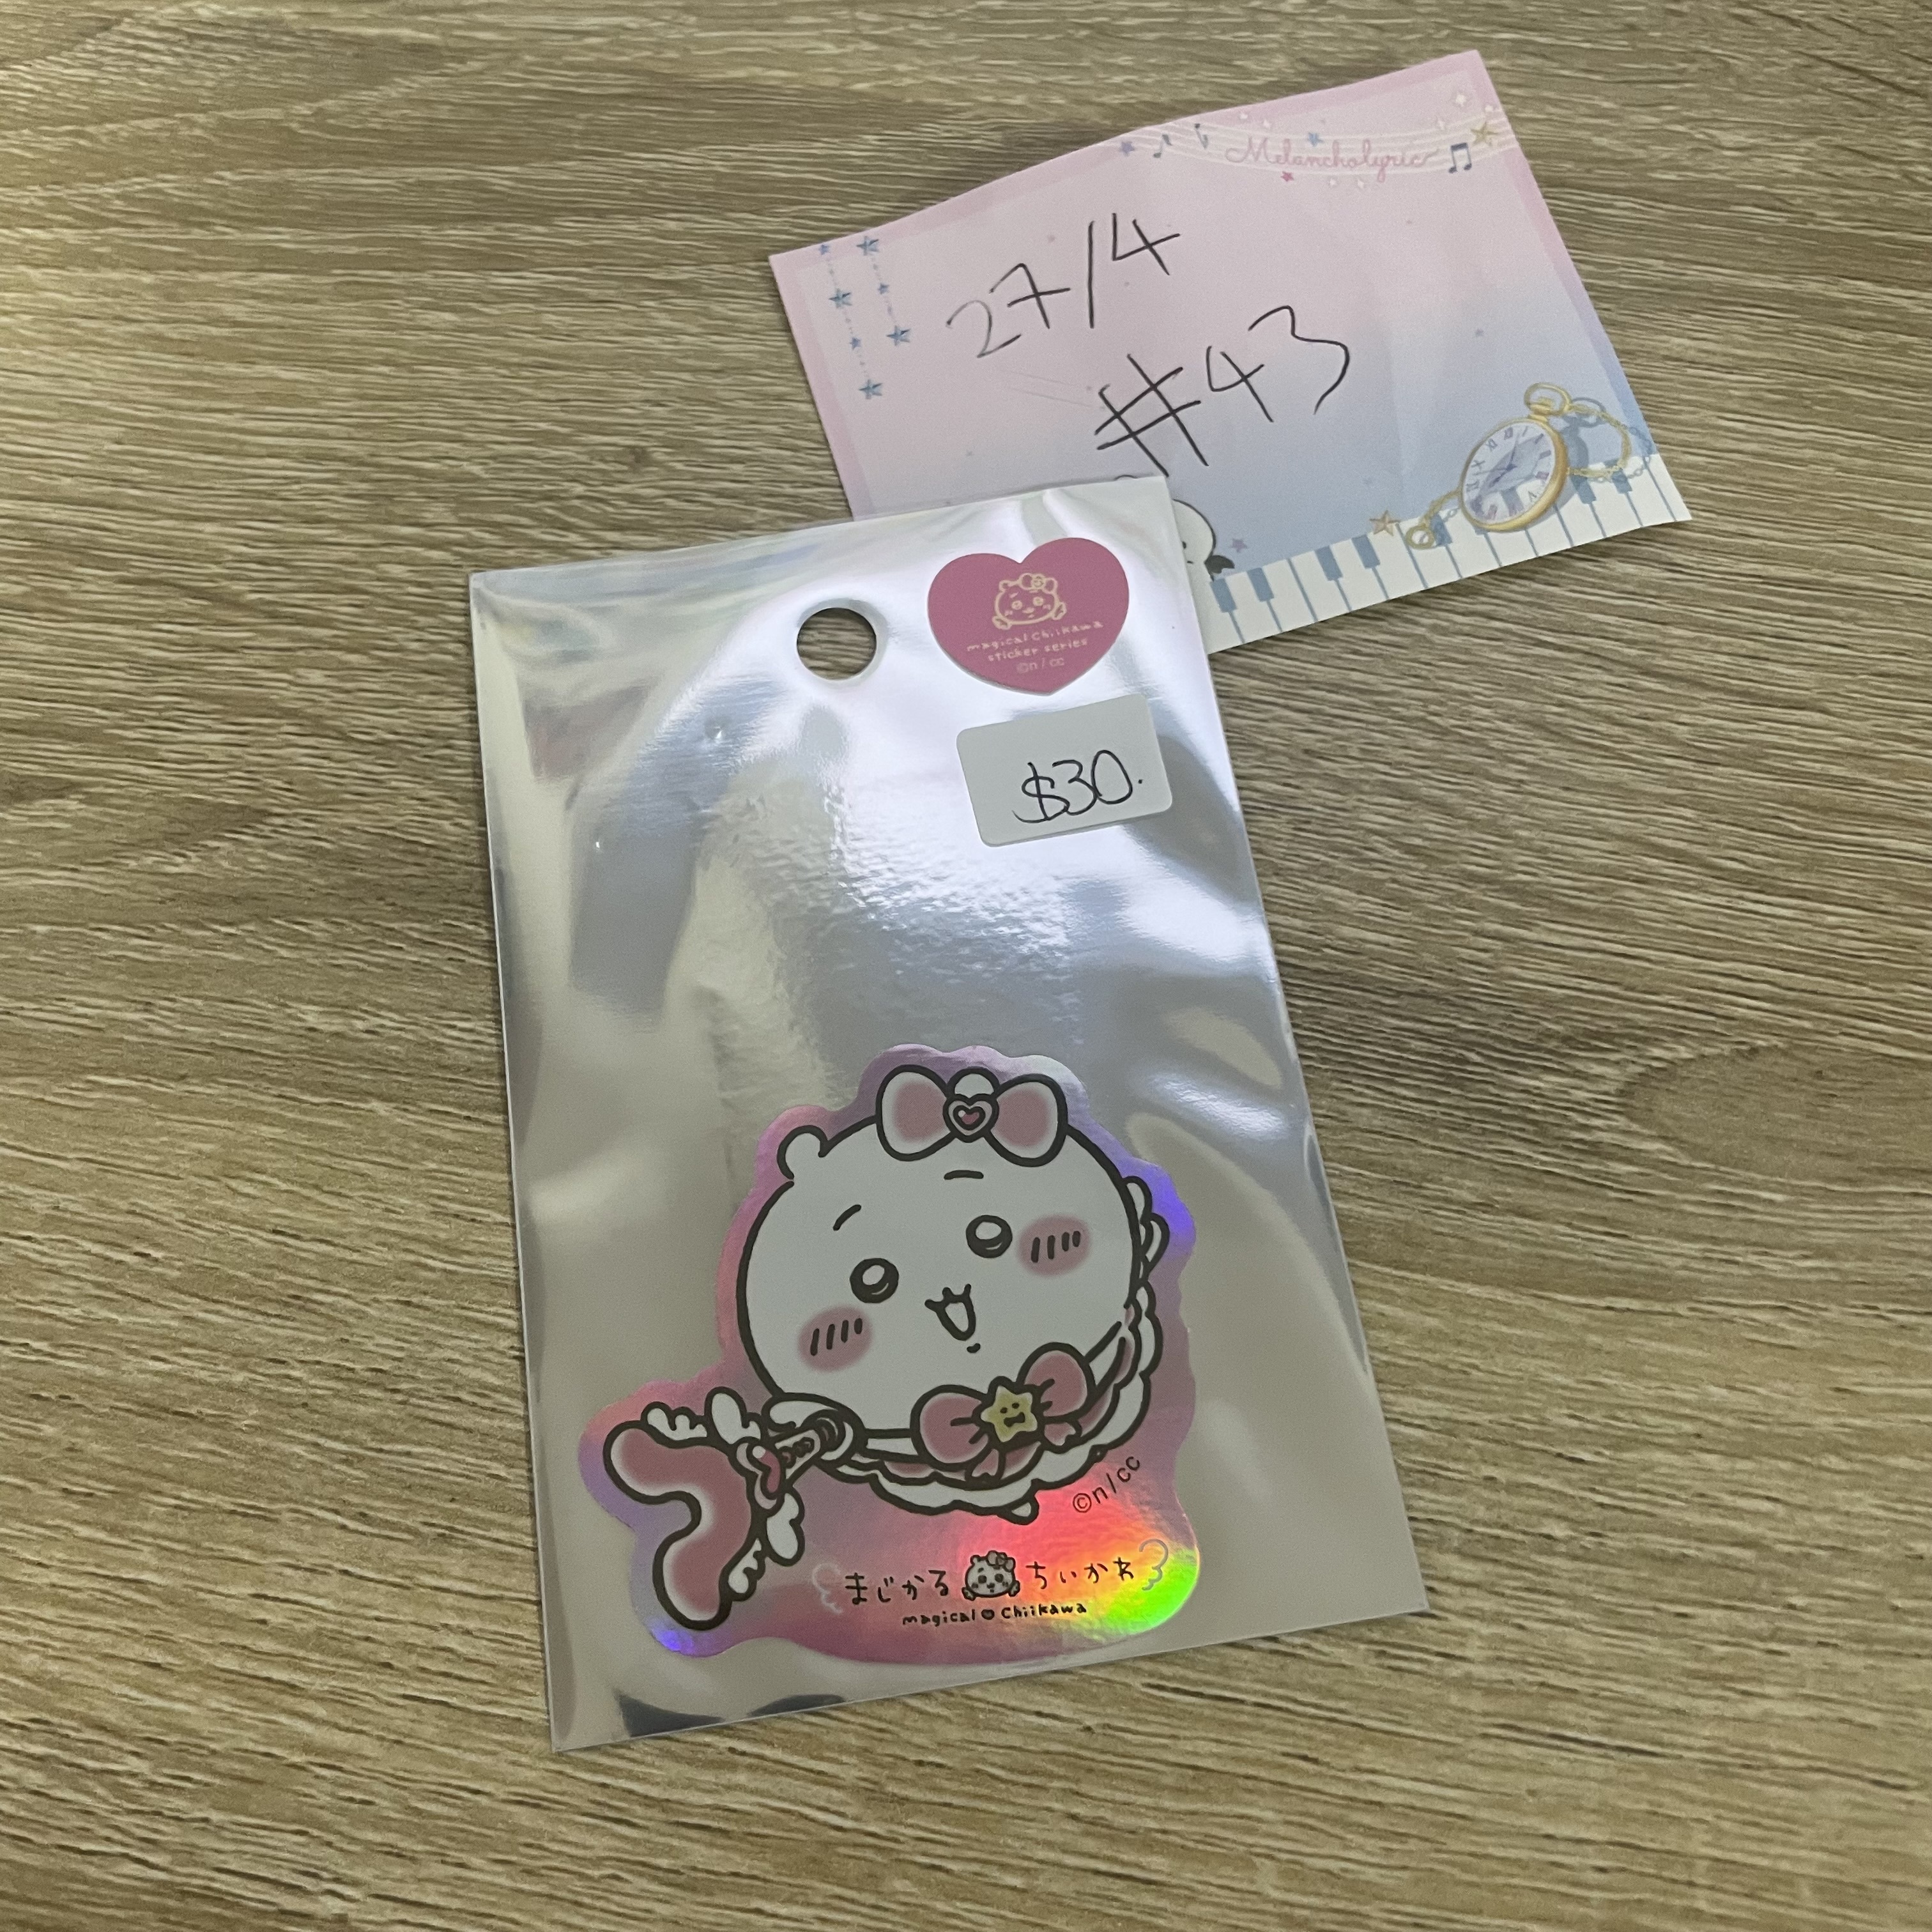 Melancholyric
27/4
#43
magical Chiikawa
sticker series
©n/cc
$30.
©n/cc
まじかる ちいかわ
magical Chiikawa